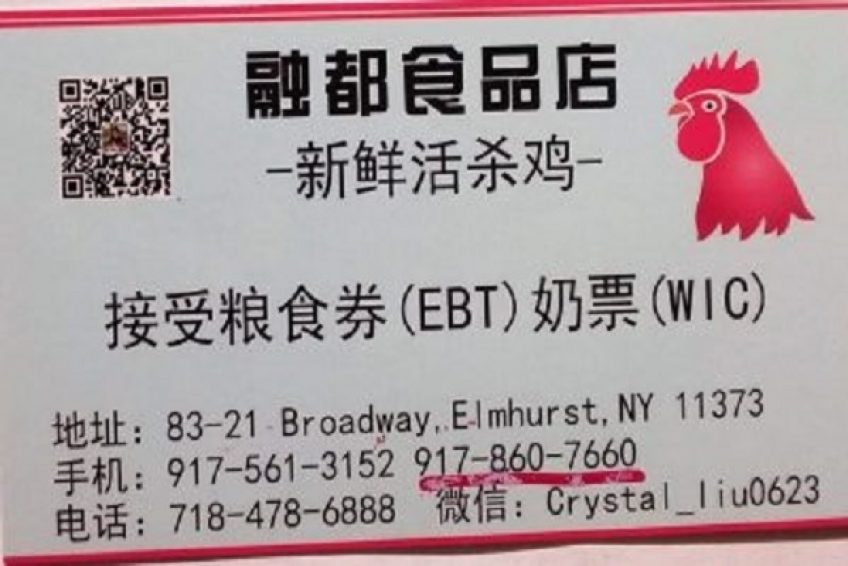 融都食品店
-新鲜活杀鸡-
接受粮食券(EBT)奶票(WIC)
地址: 83-21 Broadway, Elmhurst, NY 11373
手机: 917-561-3152 917-860-7660
电话: 718-478-6888 微信: Crystal_liu0623